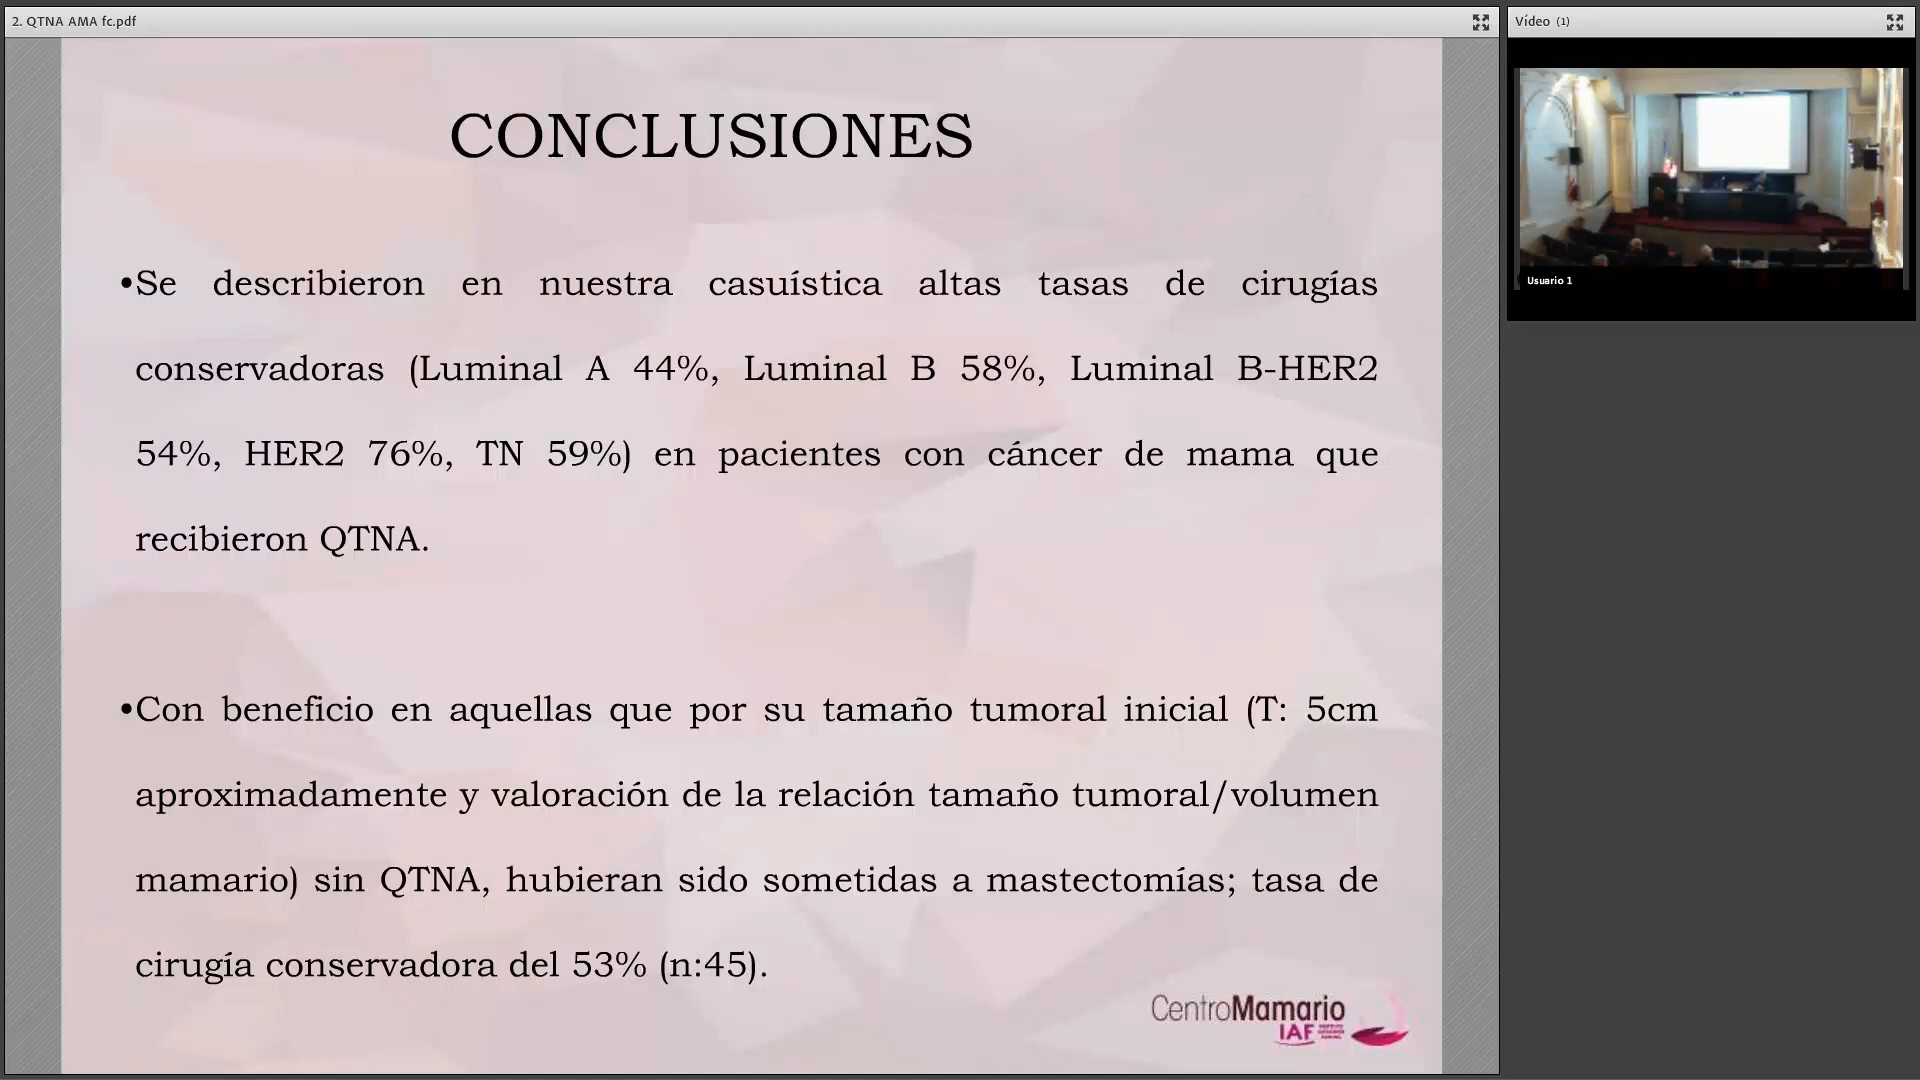 2. QTNA AMA fc.pdf
Vídeo (1)
CONCLUSIONES
•Se describieron en nuestra casuística altas tasas de cirugías
conservadoras (Luminal A 44%, Luminal B 58%, Luminal B-HER2
54%, HER2 76%, TN 59%) en pacientes con cáncer de mama que
recibieron QTNA.
•Con beneficio en aquellas que por su tamaño tumoral inicial (T: 5cm
aproximadamente y valoración de la relación tamaño tumoral/volumen
mamario) sin QTNA, hubieran sido sometidas a mastectomías; tasa de
cirugía conservadora del 53% (n:45).
CentroMamario
IAF
Usuario 1